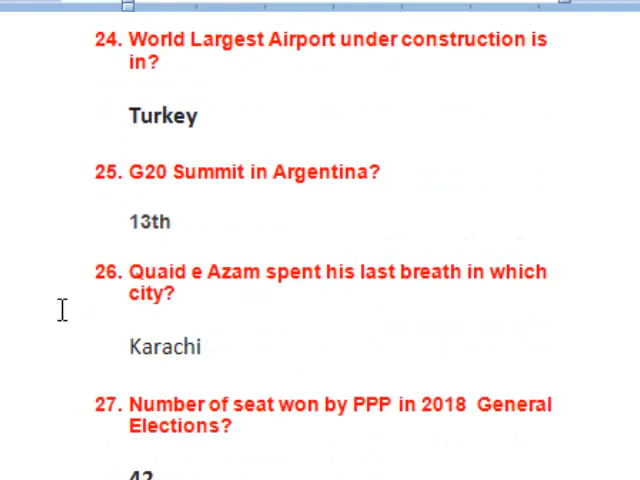 24. World Largest Airport under construction is
in?
Turkey
25. G20 Summit in Argentina?
13th
26. Quaid e Azam spent his last breath in which
city?
Karachi
27. Number of seat won by PPP in 2018 General
Elections?
42